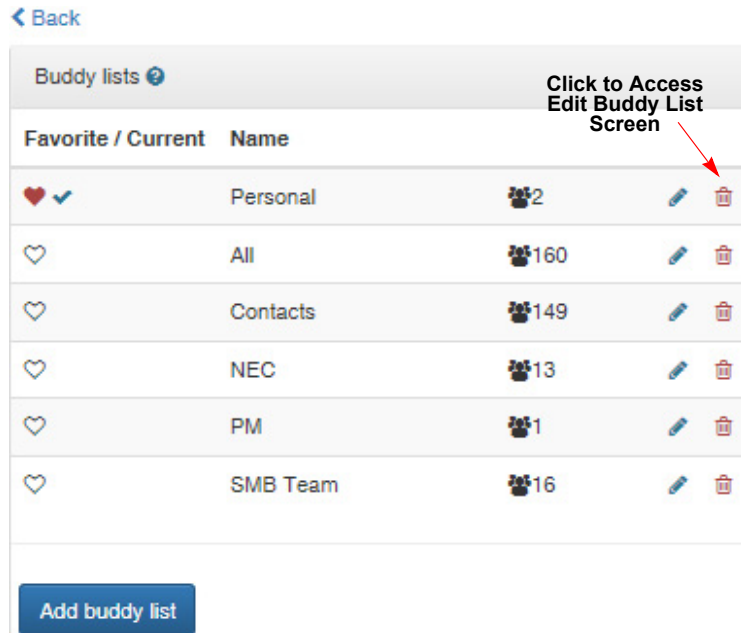 Back
Buddy lists
Click to Access
Edit Buddy List
Screen
Favorite / Current Name
Personal 2
All 160
Contacts 149
NEC 13
PM 1
SMB Team 16
Add buddy list